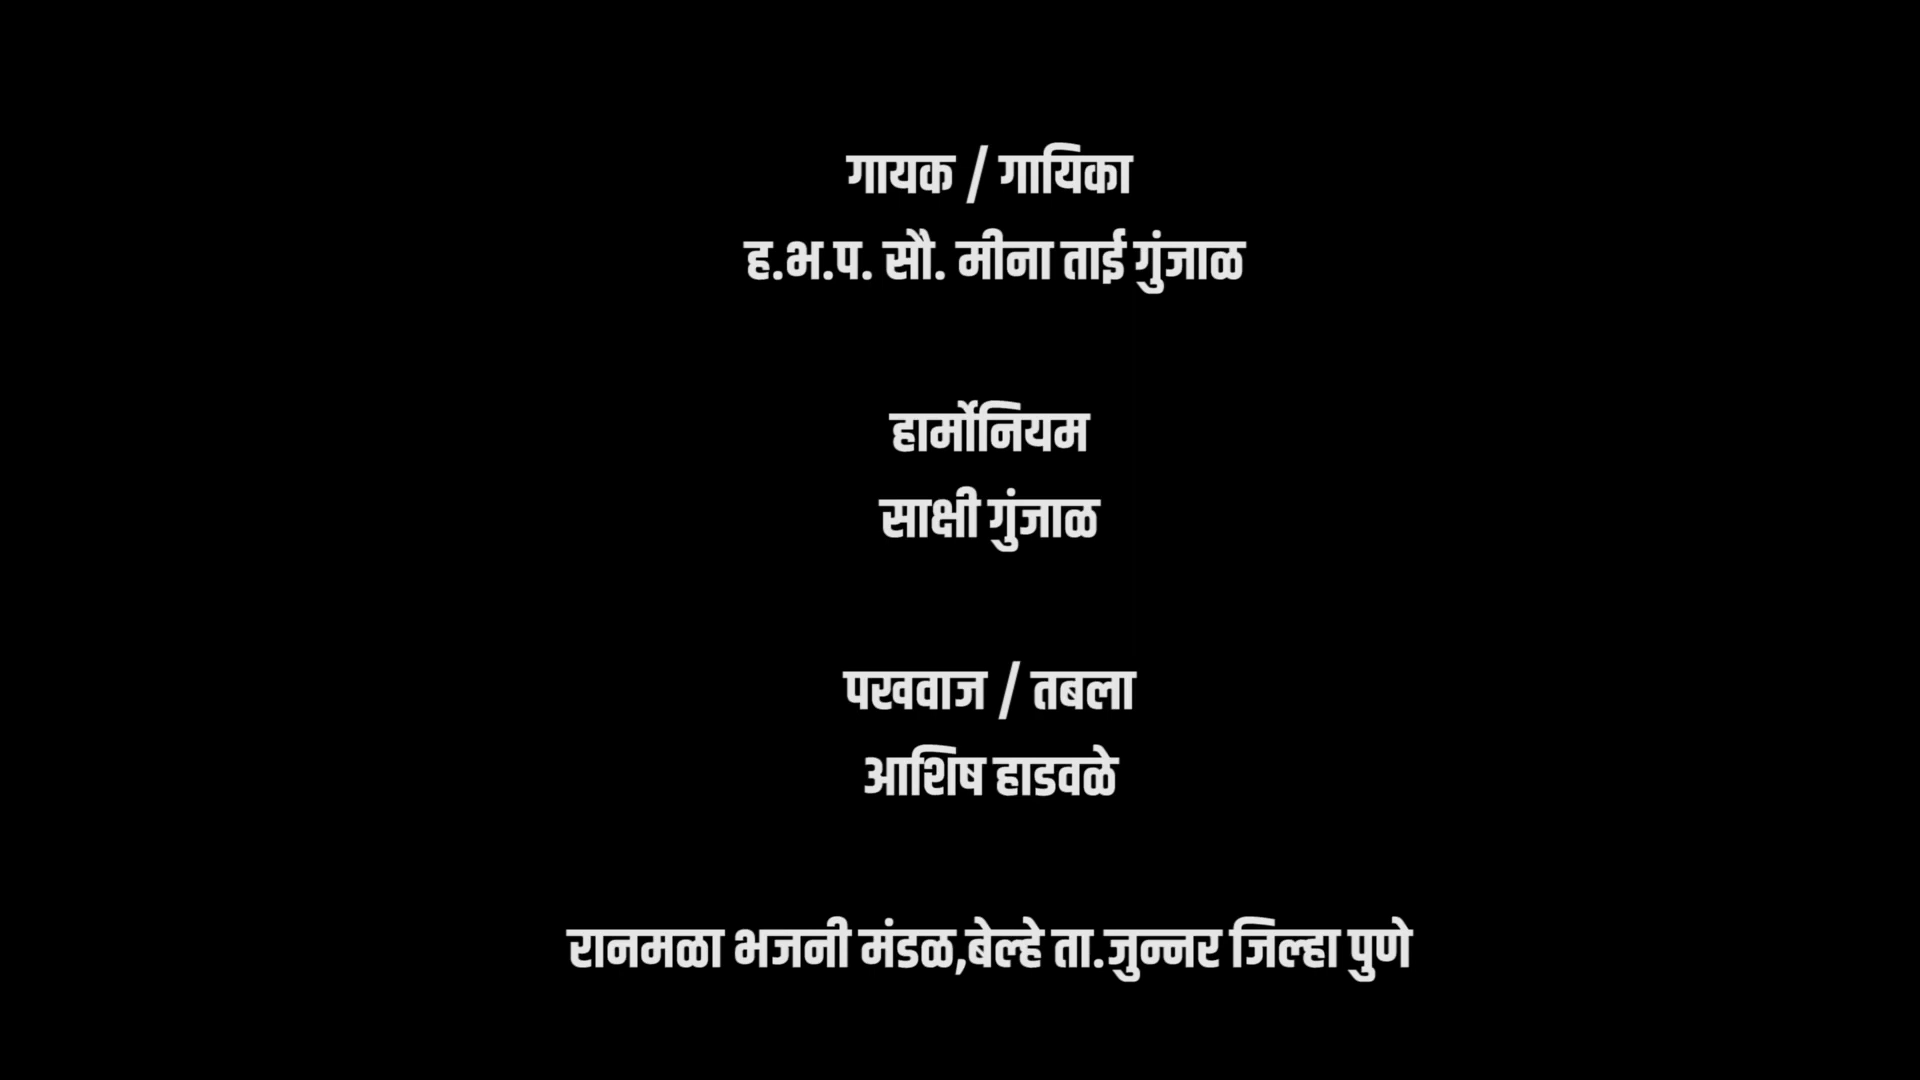 गायक / गायिका
ह.भ.प. सौ. मीना ताई गुंजाळ
हार्मोनियम
साक्षी गुंजाळ
पखवाज / तबला
आशिष हाडवळे
रानमळा भजनी मंडळ,बेल्हे ता.जुन्नर जिल्हा पुणे